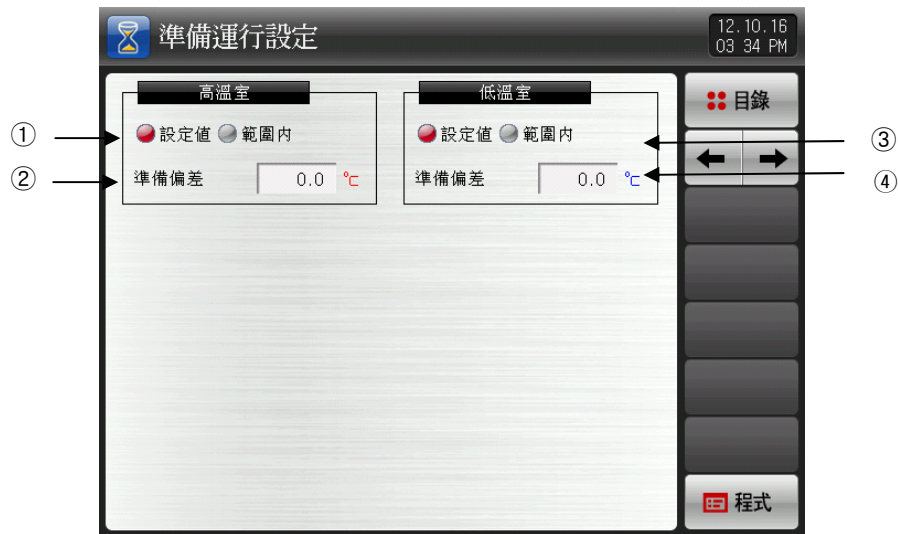 準備運行設定
12.10.16
03 34 PM
高溫室
低溫室
① 設定值 範圍内
設定值 範圍内 ③
② 準備偏差 0.0 ℃
準備偏差 0.0 ℃ ④
目錄
程式